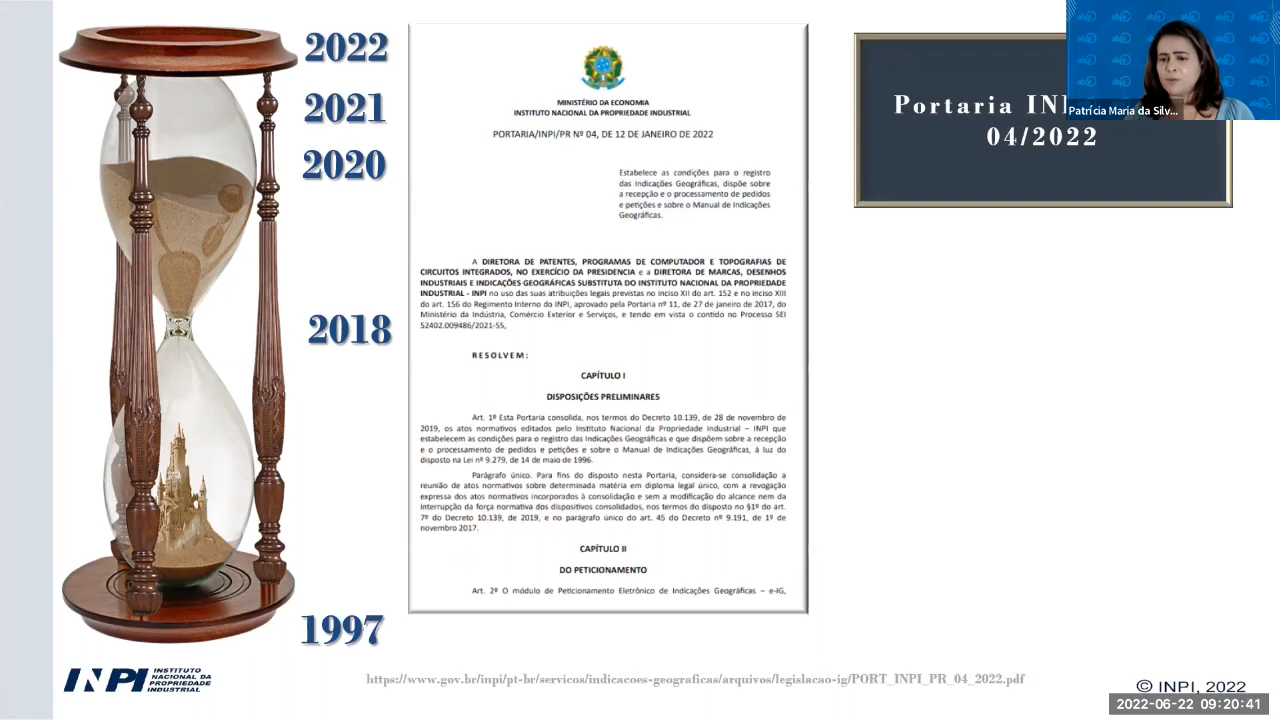 2022
2021
2020
2018
1997
MINISTÉRIO DA ECONOMIA
INSTITUTO NACIONAL DA PROPRIEDADE INDUSTRIAL
PORTARIA/INPI/PR Nº 04, DE 12 DE JANEIRO DE 2022
Estabelece as condições para o registro
das Indicações Geográficas, dispõe sobre
a recepção e o processamento de pedidos
e petições e sobre o Manual de Indicações
Geográficas.
A DIRETORA DE PATENTES, PROGRAMAS DE COMPUTADOR E TOPOGRAFIAS DE
CIRCUITOS INTEGRADOS, NO EXERCÍCIO DA PRESIDENCIA e a DIRETORA DE MARCAS, DESENHOS
INDUSTRIAIS E INDICAÇÕES GEOGRÁFICAS SUBSTITUTA DO INSTITUTO NACIONAL DA PROPRIEDADE
INDUSTRIAL - INPI no uso das suas atribuições legais previstas no inciso XII do art. 152 e no inciso XIII
do art. 156 do Regimento Interno do INPI, aprovado pela Portaria nº 11, de 27 de janeiro de 2017, do
Ministério da Indústria, Comércio Exterior e Serviços, e tendo em vista o contido no Processo SEI
52402.009486/2021-55,
RESOLVEM:
CAPÍTULO I
DISPOSIÇÕES PRELIMINARES
Art. 1º Esta Portaria consolida, nos termos do Decreto 10.139, de 28 de novembro de
2019, os atos normativos editados pelo Instituto Nacional da Propriedade Industrial – INPI que
estabelecem as condições para o registro das Indicações Geográficas e que dispõem sobre a recepção
e o processamento de pedidos e petições e sobre o Manual de Indicações Geográficas, à luz do
disposto na Lei nº 9.279, de 14 de maio de 1996.
Parágrafo único. Para fins do disposto nesta Portaria, considera-se consolidação a
reunião de atos normativos sobre determinada matéria em diploma legal único, com a revogação
expressa dos atos normativos incorporados à consolidação e sem a modificação do alcance nem da
interrupção da força normativa dos dispositivos consolidados, nos termos do disposto no §1º do art.
7º do Decreto 10.139, de 2019, e no parágrafo único do art. 45 do Decreto nº 9.191, de 1º de
novembro 2017.
CAPÍTULO II
DO PETICIONAMENTO
Art. 2º O módulo de Peticionamento Eletrônico de Indicações Geográficas – e-IG,
Portaria IN
04/2022
Patrícia Maria da Silv...
INPI INSTITUTO
NACIONAL DA
PROPRIEDADE
INDUSTRIAL
https://www.gov.br/inpi/pt-br/servicos/indicacoes-geograficas/arquivos/legislacao-ig/PORT_INPI_PR_04_2022.pdf
© INPI, 2022
2022-06-22 09:20:41